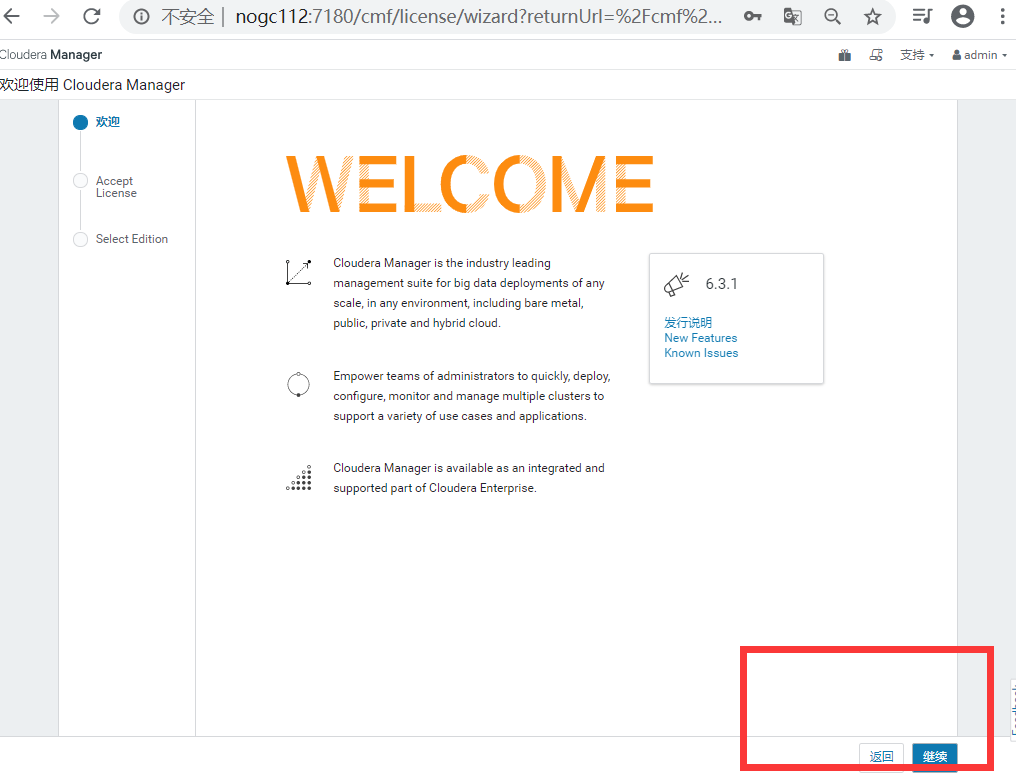 不安全 | nogc112:7180/cmf/license/wizard?returnUrl=%2Fcmf%2...
Cloudera Manager
支持 admin
欢迎使用 Cloudera Manager
欢迎
Accept
License
Select Edition
WELCOME
Cloudera Manager is the industry leading
management suite for big data deployments of any
scale, in any environment, including bare metal,
public, private and hybrid cloud.
Empower teams of administrators to quickly, deploy,
configure, monitor and manage multiple clusters to
support a variety of use cases and applications.
Cloudera Manager is available as an integrated and
supported part of Cloudera Enterprise.
6.3.1
发行说明
New Features
Known Issues
返回 继续